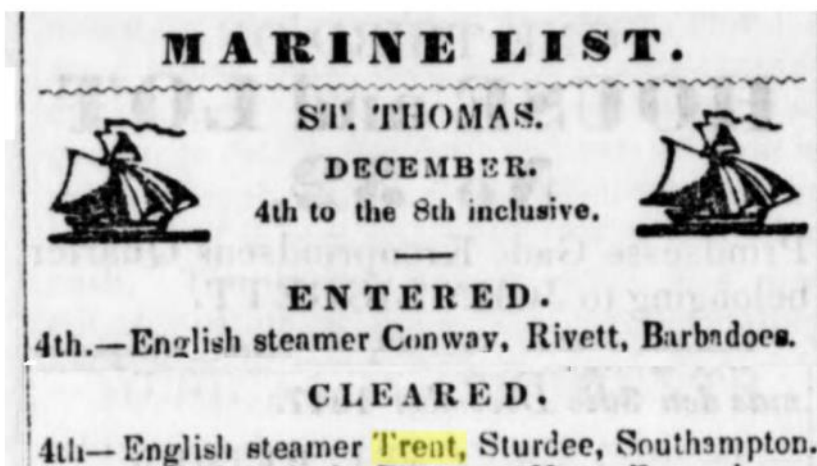 MARINE LIST.
ST. THOMAS.
DECEMBER.
4th to the 8th inclusive.
ENTERED.
4th.—English steamer Conway, Rivett, Barbadoes.
CLEARED.
4th—English steamer Trent, Sturdee, Southampton.